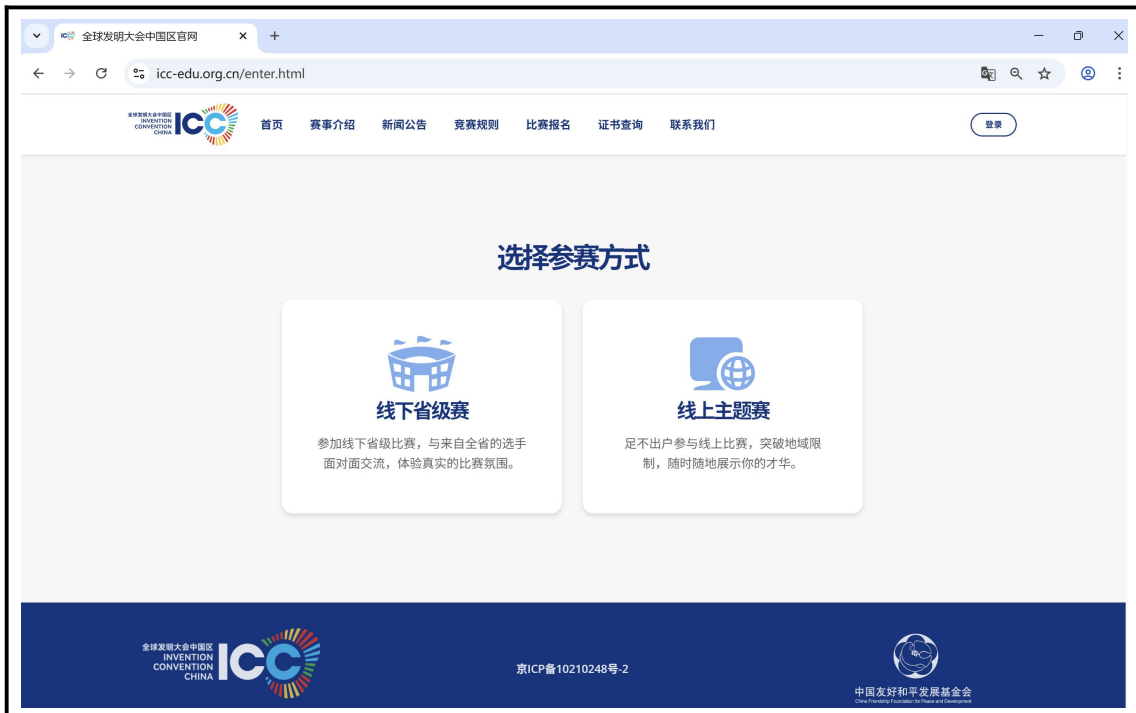 全球发明大会中国区官网
icc-edu.org.cn/enter.html
全球发明大会中国区
INVENTION
CONVENTION
CHINA
ICC
首页 赛事介绍 新闻公告 竞赛规则 比赛报名 证书查询 联系我们
登录
选择参赛方式
线下省级赛
参加线下省级比赛，与来自全省的选手
面对面交流，体验真实的比赛氛围。
线上主题赛
足不出户参与线上比赛，突破地域限
制，随时随地展示你的才华。
全球发明大会中国区
INVENTION
CONVENTION
CHINA
ICC
京ICP备10210248号-2
中国友好和平发展基金会
China Friendship Foundation for Peace and Development